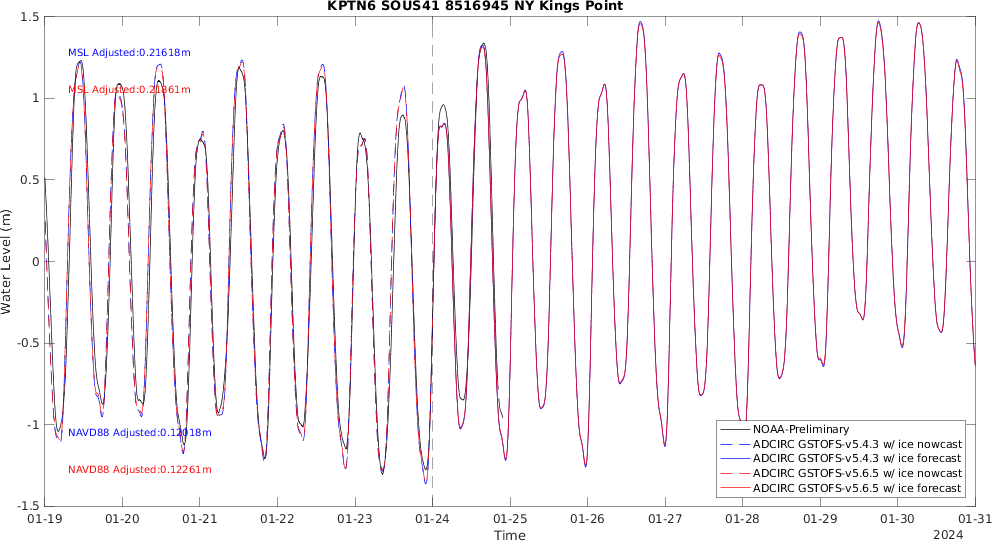 KPTN6 SOUS41 8516945 NY Kings Point
1.5
1
0.5
0
-0.5
-1
-1.5
Water Level (m)
MSL Adjusted:0.21618m
MSL Adjusted:0.21861m
NAVD88 Adjusted:0.12018m
NAVD88 Adjusted:0.12261m
NOAA-Preliminary
ADCIRC GSTOFS-v5.4.3 w/ ice nowcast
ADCIRC GSTOFS-v5.4.3 w/ ice forecast
ADCIRC GSTOFS-v5.6.5 w/ ice nowcast
ADCIRC GSTOFS-v5.6.5 w/ ice forecast
01-19 01-20 01-21 01-22 01-23 01-24 01-25 01-26 01-27 01-28 01-29 01-30 01-31
Time
2024